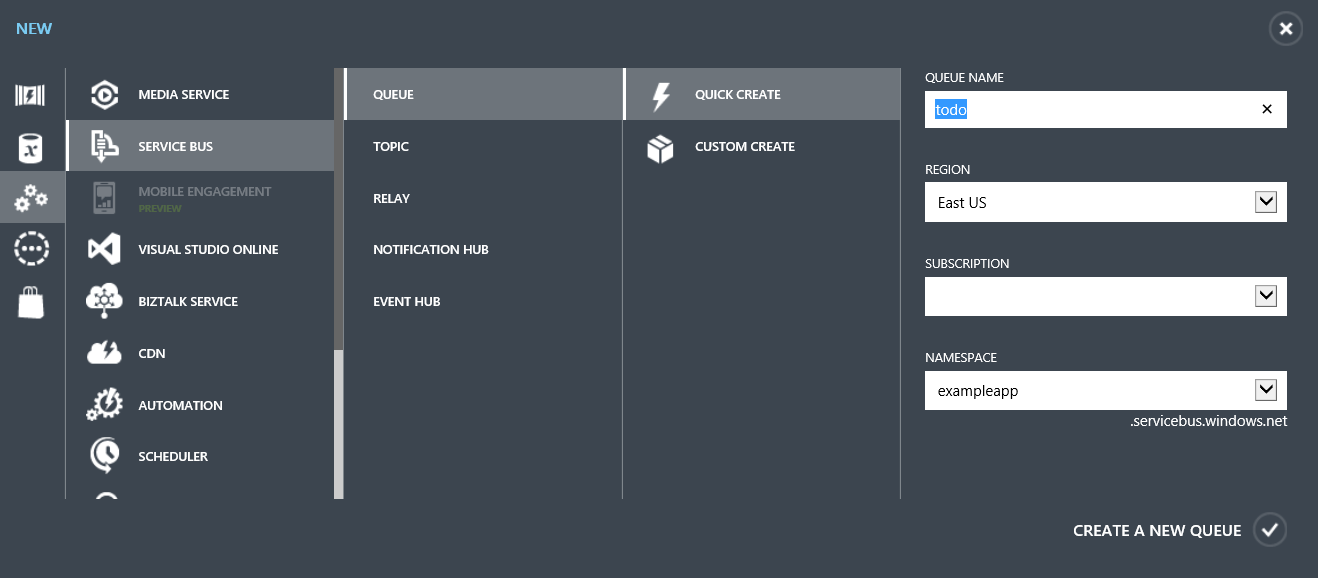 NEW
MEDIA SERVICE
SERVICE BUS
MOBILE ENGAGEMENT
PREVIEW
VISUAL STUDIO ONLINE
BIZTALK SERVICE
CDN
AUTOMATION
SCHEDULER
QUEUE
TOPIC
RELAY
NOTIFICATION HUB
EVENT HUB
QUICK CREATE
CUSTOM CREATE
QUEUE NAME
todo
REGION
East US
SUBSCRIPTION
NAMESPACE
exampleapp
.servicebus.windows.net
CREATE A NEW QUEUE